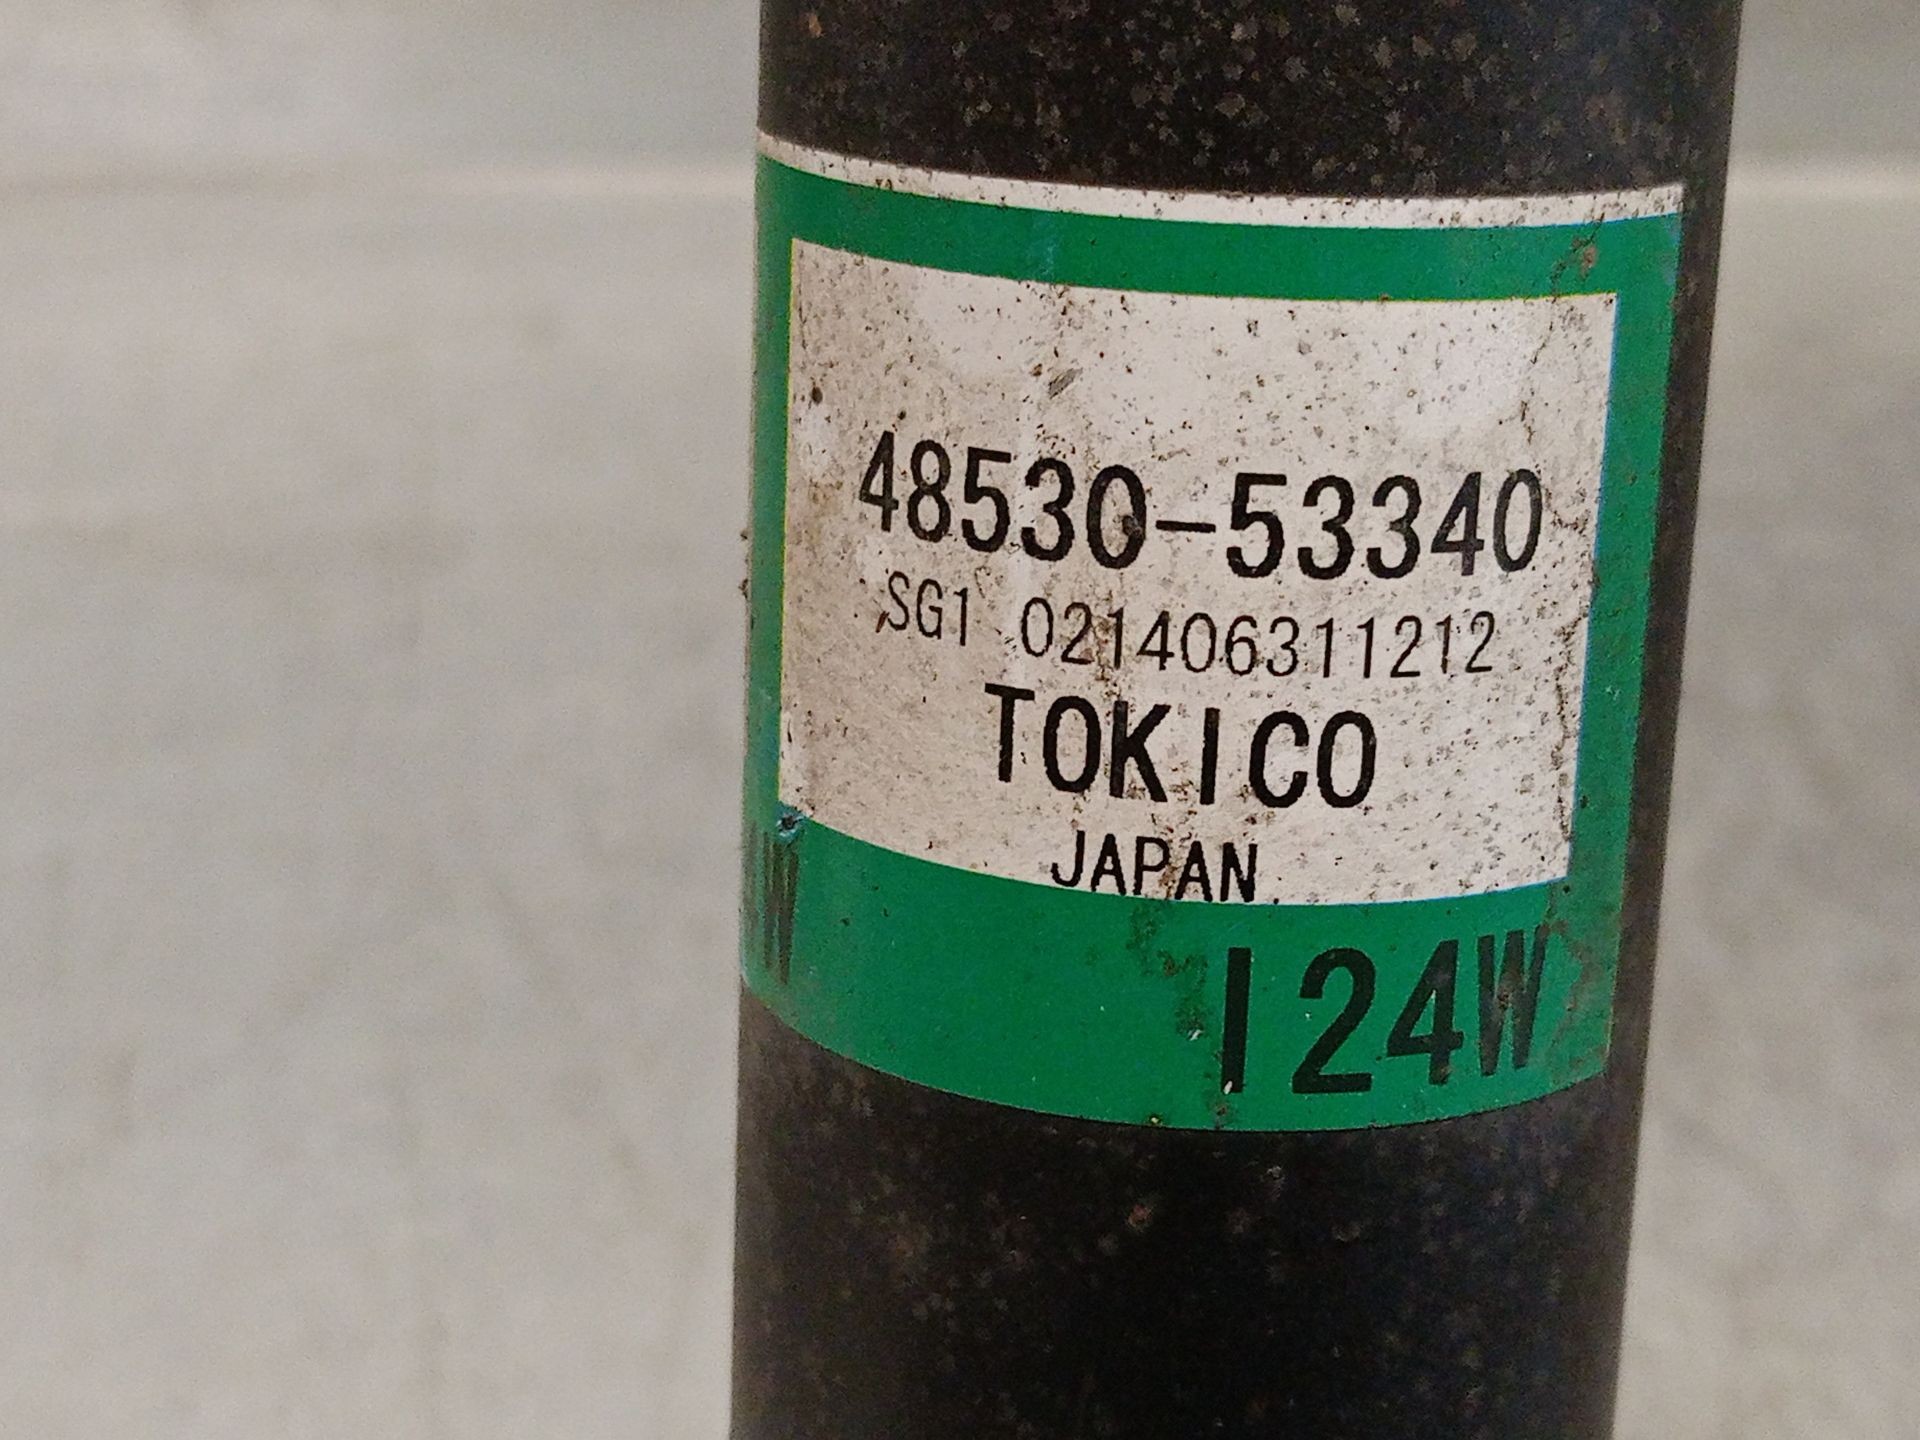 48530-53340
SG1 021406311212
TOKICO
JAPAN
I24W
W